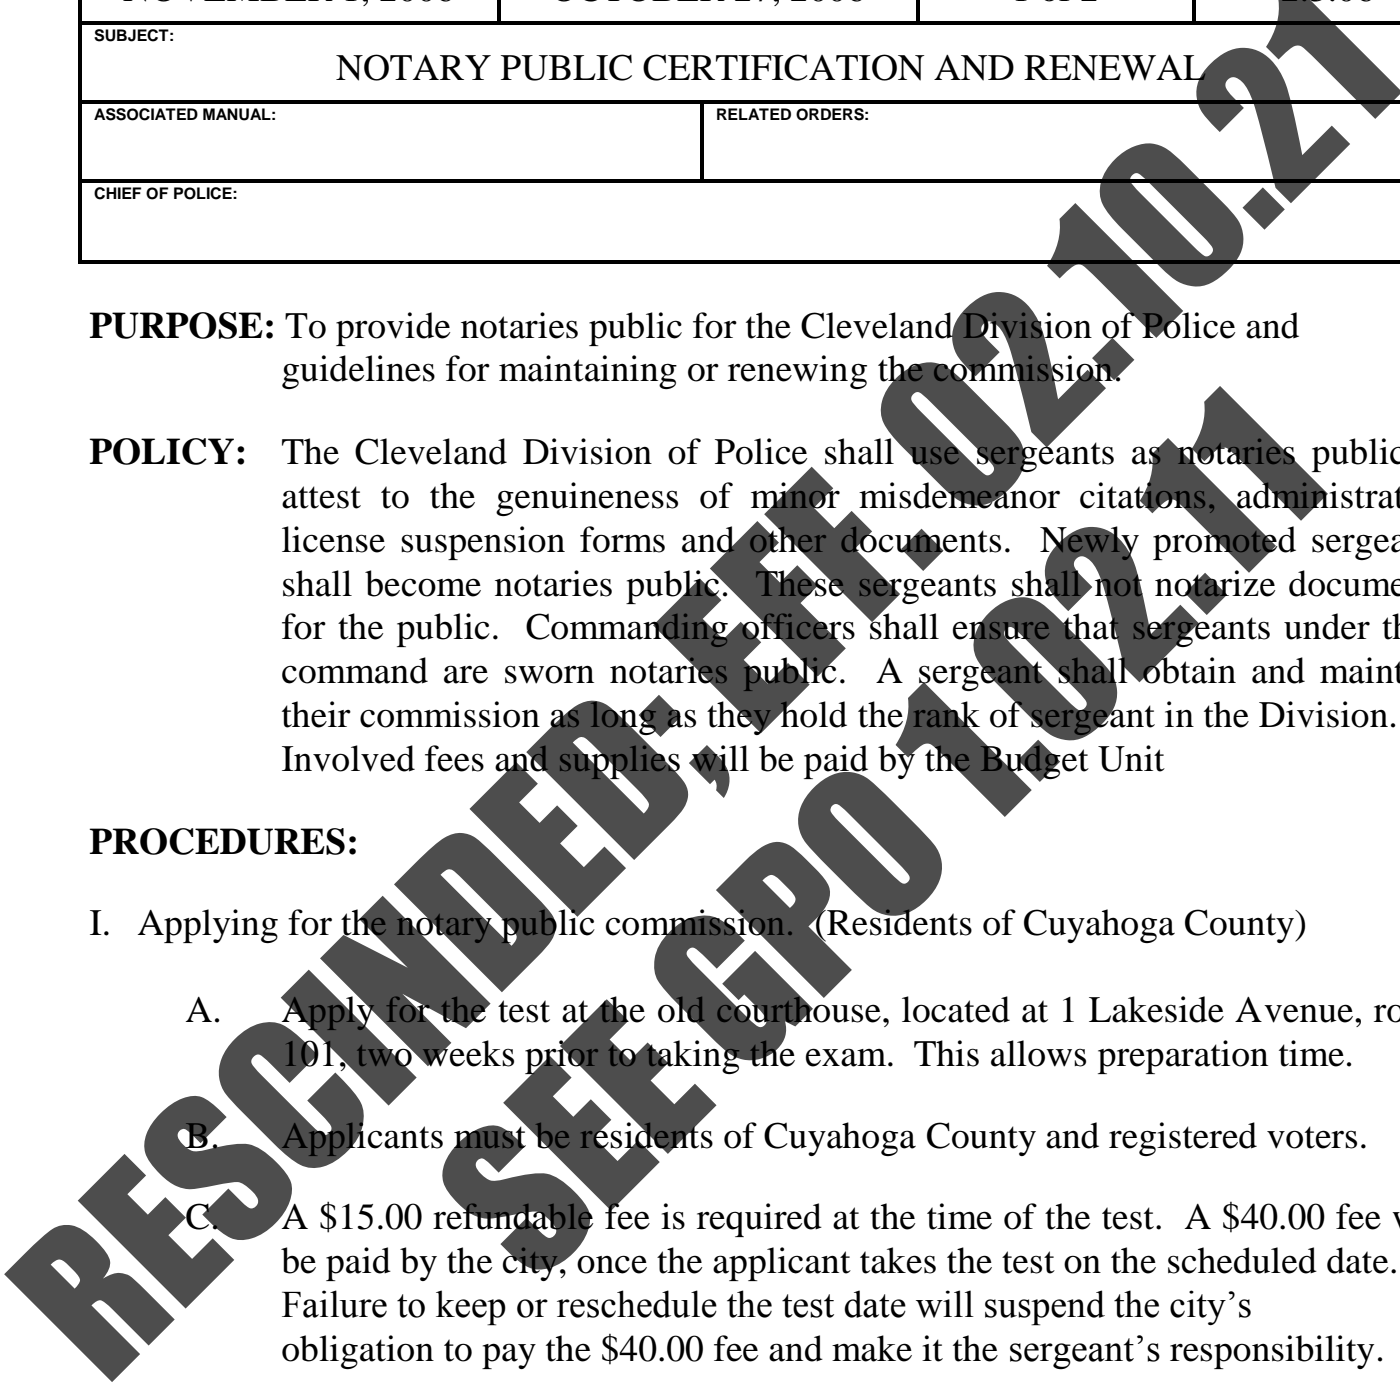 SUBJECT:
NOTARY PUBLIC CERTIFICATION AND RENEWAL
ASSOCIATED MANUAL: RELATED ORDERS:
CHIEF OF POLICE:
PURPOSE: To provide notaries public for the Cleveland Division of Police and
guidelines for maintaining or renewing the commission.
POLICY: The Cleveland Division of Police shall use sergeants as notaries public
attest to the genuineness of minor misdemeanor citations, administrat
license suspension forms and other documents. Newly promoted sergea
shall become notaries public. These sergeants shall not notarize docume
for the public. Commanding officers shall ensure that sergeants under th
command are sworn notaries public. A sergeant shall obtain and maint
their commission as long as they hold the rank of sergeant in the Division.
Involved fees and supplies will be paid by the Budget Unit
PROCEDURES:
I. Applying for the notary public commission. (Residents of Cuyahoga County)
A. Apply for the test at the old courthouse, located at 1 Lakeside Avenue, ro
101, two weeks prior to taking the exam. This allows preparation time.
B. Applicants must be residents of Cuyahoga County and registered voters.
C. A $15.00 refundable fee is required at the time of the test. A $40.00 fee w
be paid by the city, once the applicant takes the test on the scheduled date.
Failure to keep or reschedule the test date will suspend the city's
obligation to pay the $40.00 fee and make it the sergeant's responsibility.
RESCINDED; EFF. 02.10.21
SEE GPO 1.02.11